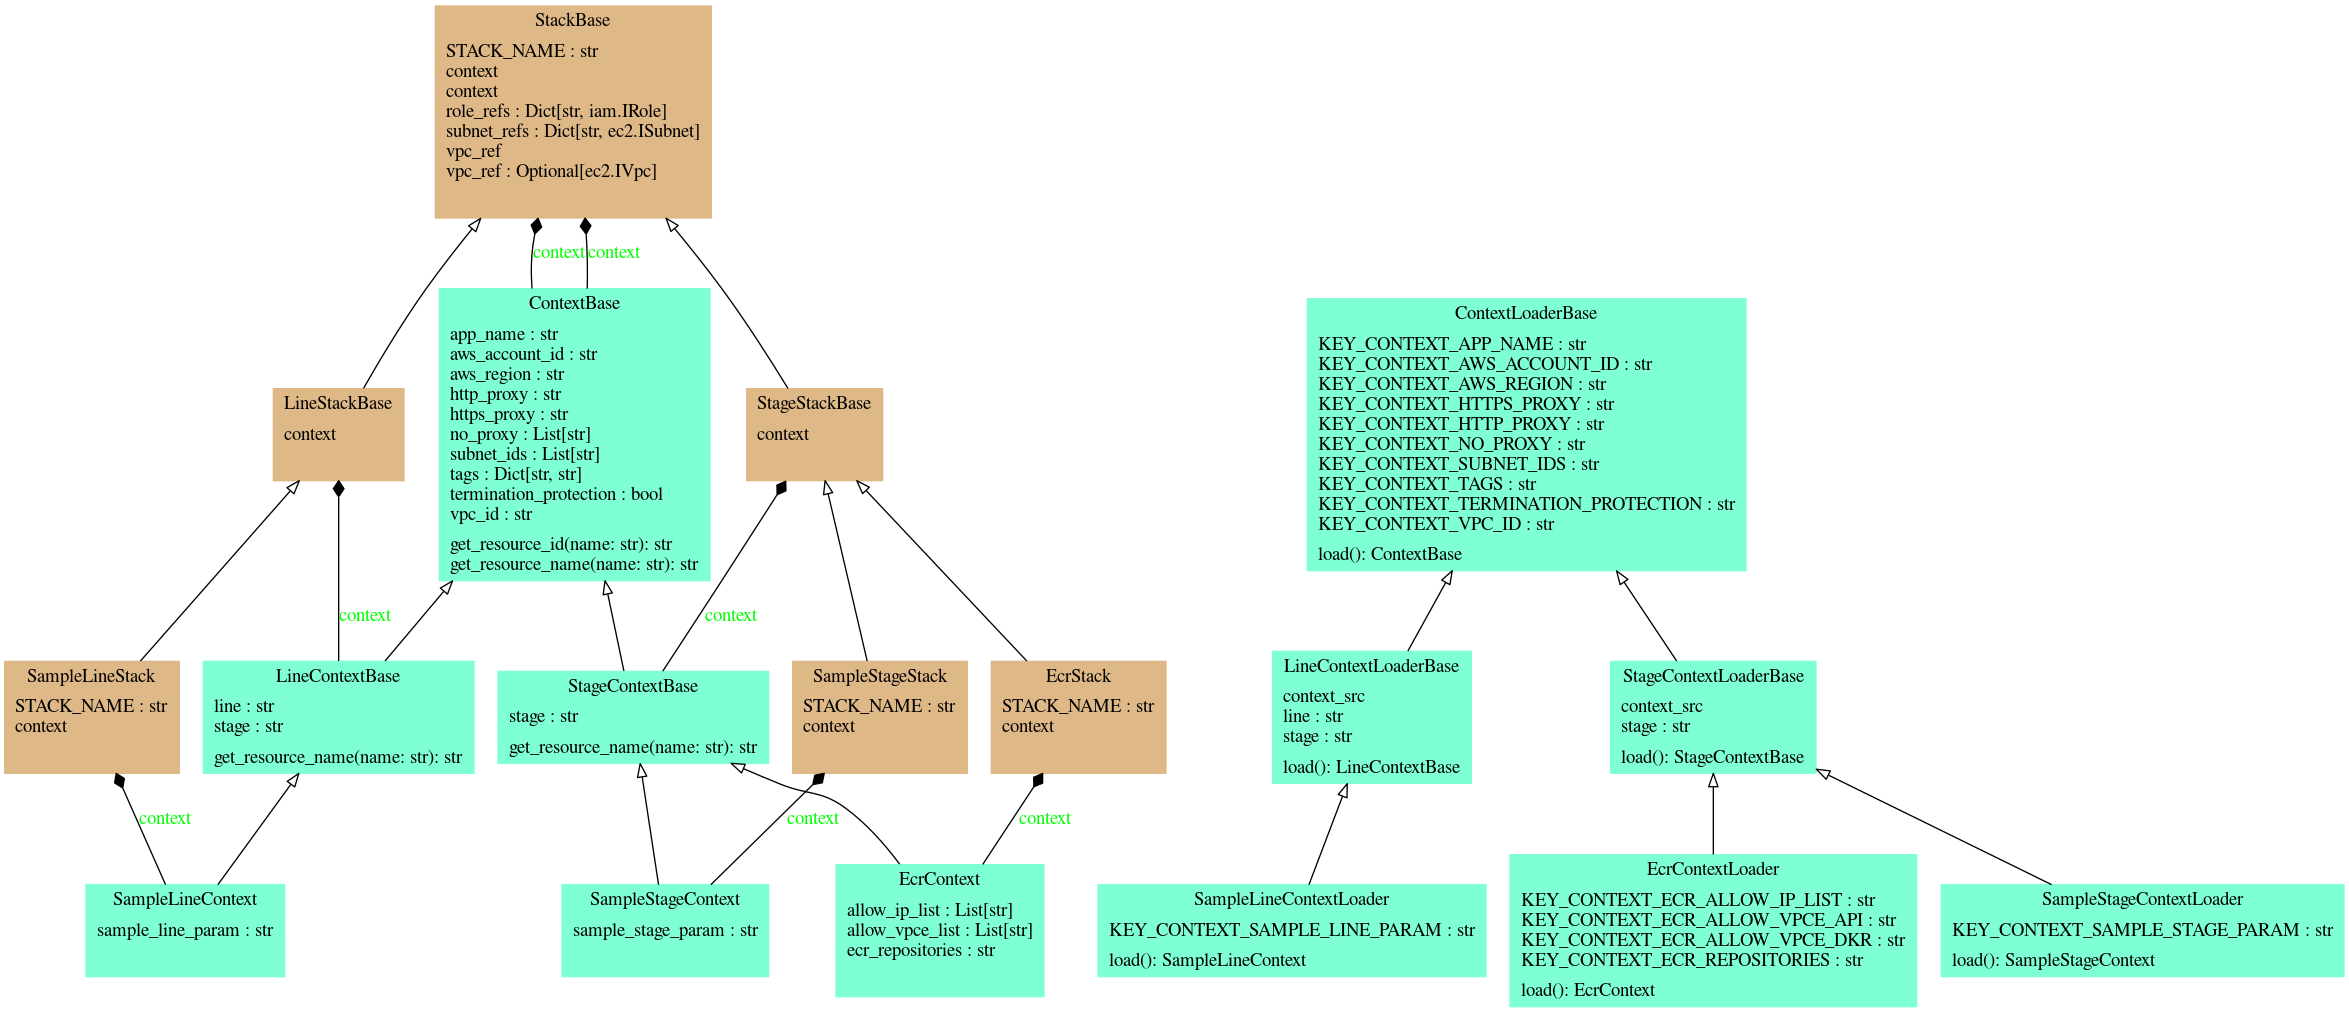 StackBase
STACK_NAME : str
context
context
role_refs : Dict[str, iam.IRole]
subnet_refs : Dict[str, ec2.ISubnet]
vpc_ref
vpc_ref : Optional[ec2.IVpc]
context
context
ContextBase
app_name : str
aws_account_id : str
aws_region : str
http_proxy : str
https_proxy : str
no_proxy : List[str]
subnet_ids : List[str]
tags : Dict[str, str]
termination_protection : bool
vpc_id : str
get_resource_id(name: str): str
get_resource_name(name: str): str
ContextLoaderBase
KEY_CONTEXT_APP_NAME : str
KEY_CONTEXT_AWS_ACCOUNT_ID : str
KEY_CONTEXT_AWS_REGION : str
KEY_CONTEXT_HTTPS_PROXY : str
KEY_CONTEXT_HTTP_PROXY : str
KEY_CONTEXT_NO_PROXY : str
KEY_CONTEXT_SUBNET_IDS : str
KEY_CONTEXT_TAGS : str
KEY_CONTEXT_TERMINATION_PROTECTION : str
KEY_CONTEXT_VPC_ID : str
load(): ContextBase
LineStackBase
context
StageStackBase
context
context
context
SampleLineStack
STACK_NAME : str
context
LineContextBase
line : str
stage : str
get_resource_name(name: str): str
StageContextBase
stage : str
get_resource_name(name: str): str
SampleStageStack
STACK_NAME : str
context
EcrStack
STACK_NAME : str
context
LineContextLoaderBase
context_src
line : str
stage : str
load(): LineContextBase
StageContextLoaderBase
context_src
stage : str
load(): StageContextBase
context
context
context
SampleLineContext
sample_line_param : str
SampleStageContext
sample_stage_param : str
EcrContext
allow_ip_list : List[str]
allow_vpce_list : List[str]
ecr_repositories : str
SampleLineContextLoader
KEY_CONTEXT_SAMPLE_LINE_PARAM : str
load(): SampleLineContext
EcrContextLoader
KEY_CONTEXT_ECR_ALLOW_IP_LIST : str
KEY_CONTEXT_ECR_ALLOW_VPCE_API : str
KEY_CONTEXT_ECR_ALLOW_VPCE_DKR : str
KEY_CONTEXT_ECR_REPOSITORIES : str
load(): EcrContext
SampleStageContextLoader
KEY_CONTEXT_SAMPLE_STAGE_PARAM : str
load(): SampleStageContext